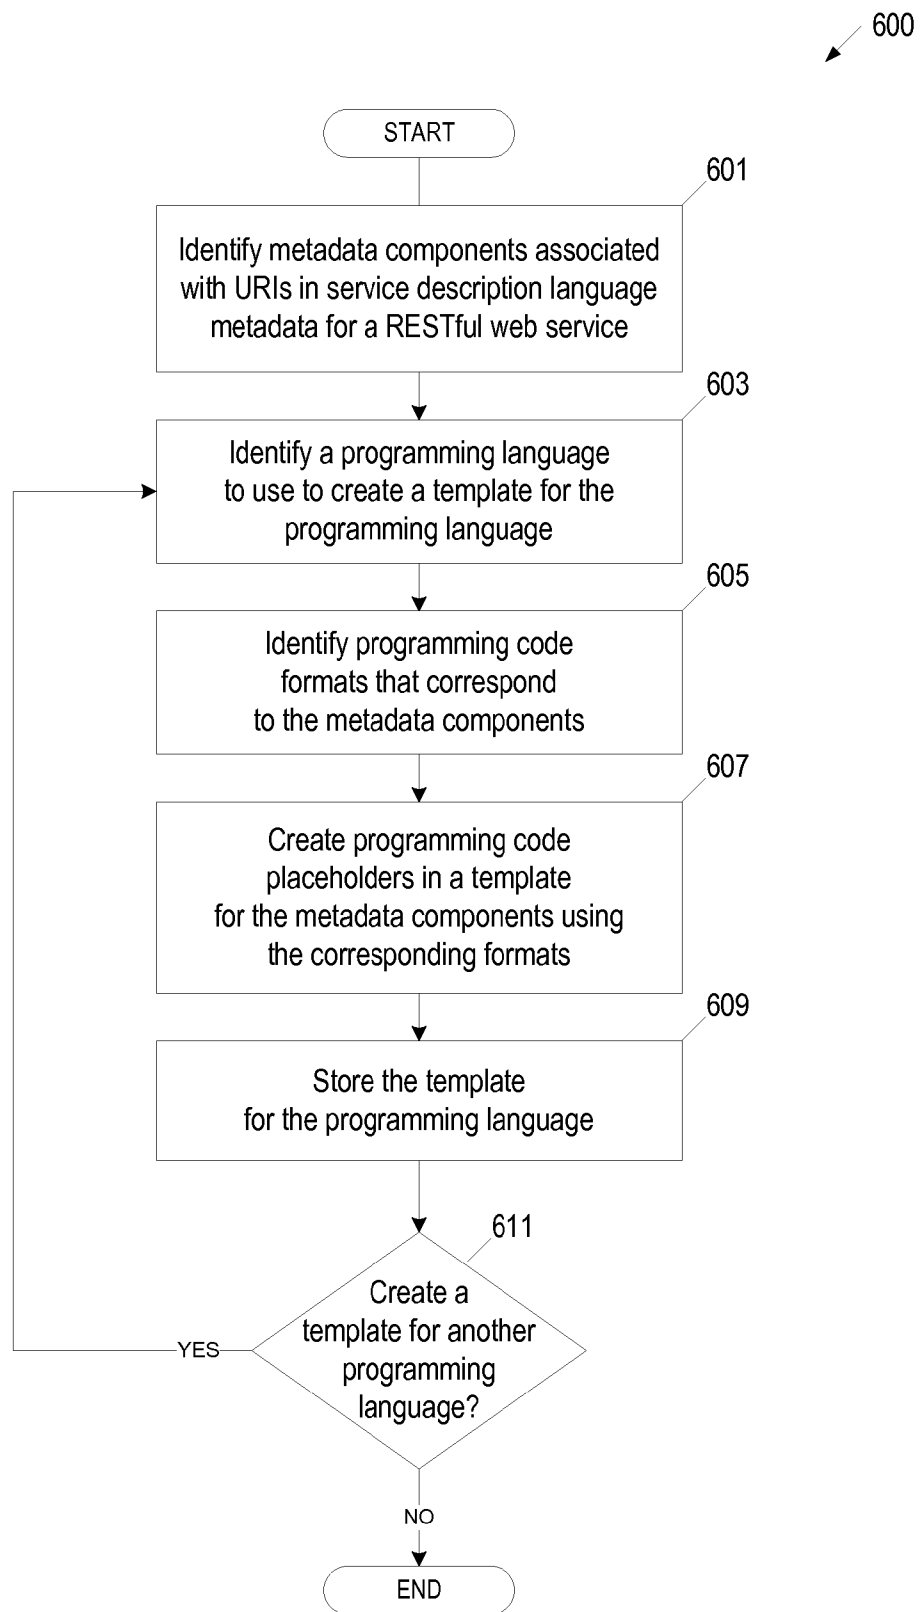 600
START
601
Identify metadata components associated
with URIs in service description language
metadata for a RESTful web service
603
Identify a programming language
to use to create a template for the
programming language
605
Identify programming code
formats that correspond
to the metadata components
607
Create programming code
placeholders in a template
for the metadata components using
the corresponding formats
609
Store the template
for the programming language
611
Create a
template for another
programming
language?
YES
NO
END